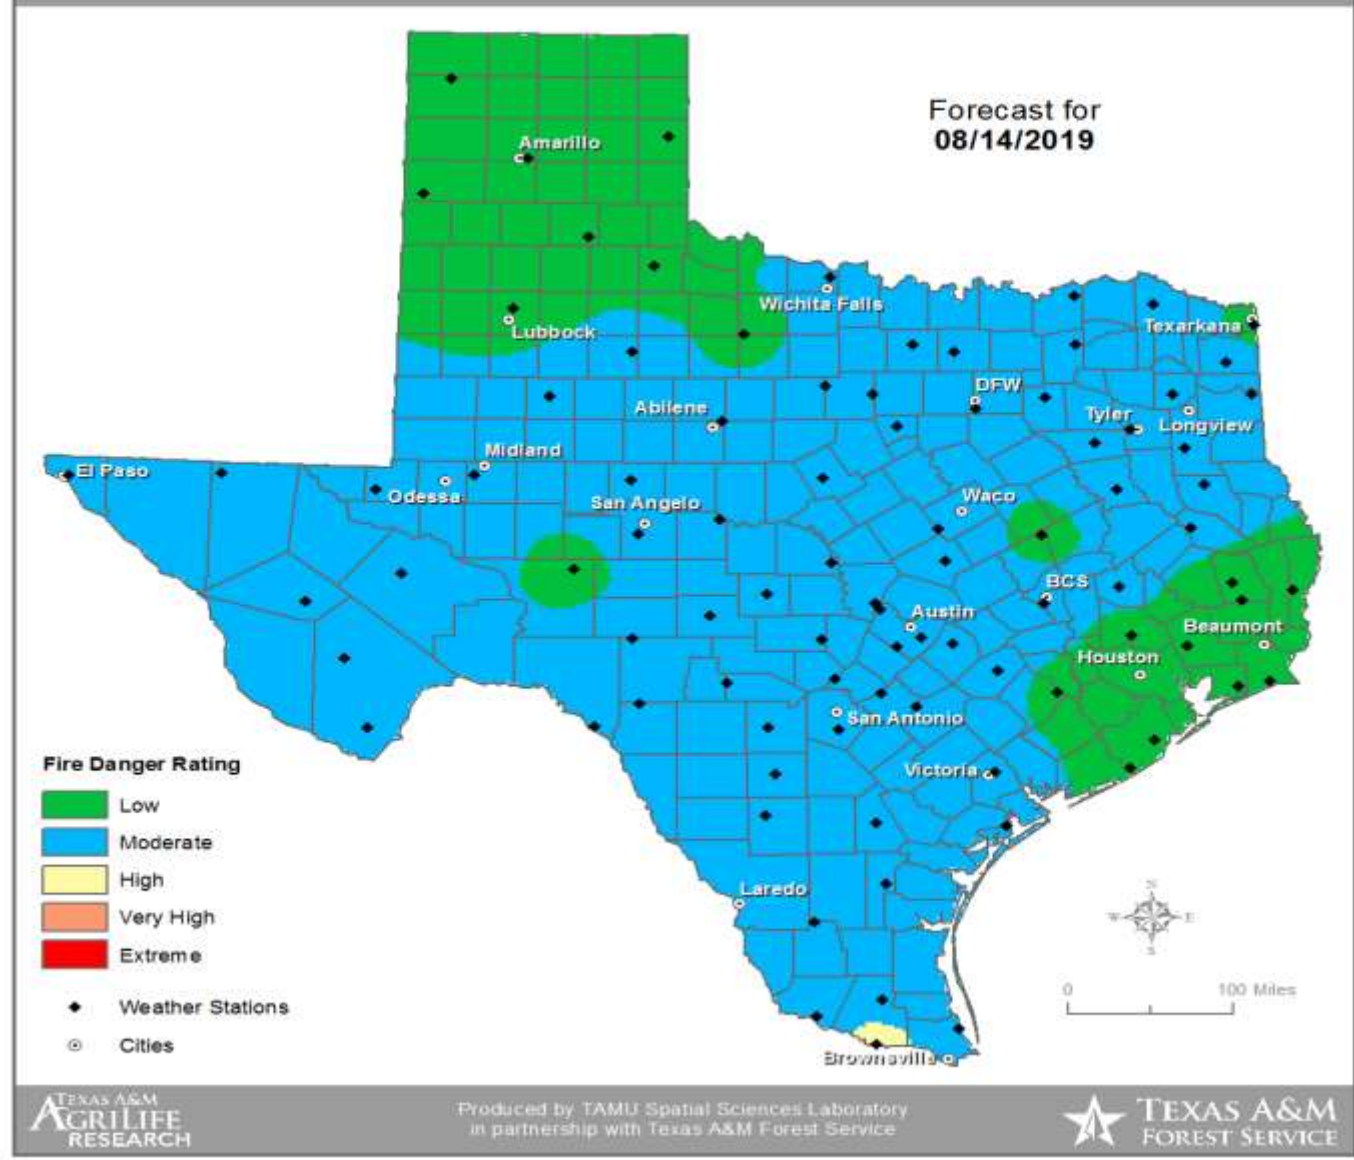 Forecast for
08/14/2019
Amarillo
Wichita Falls
Lubbock
Texarkana
DFW
Abilene
Tyler
Longview
Midland
El Paso
Odessa
San Angelo
Waco
BCS
Austin
Beaumont
Houston
San Antonio
Victoria
Fire Danger Rating
Low
Moderate
High
Very High
Extreme
Weather Stations
Cities
Laredo
N
W
E
S
0 100 Miles
Brownsville
TEXAS A&M
AGRILIFE
RESEARCH
Produced by TAMU Spatial Sciences Laboratory
in partnership with Texas A&M Forest Service
TEXAS A&M
FOREST SERVICE